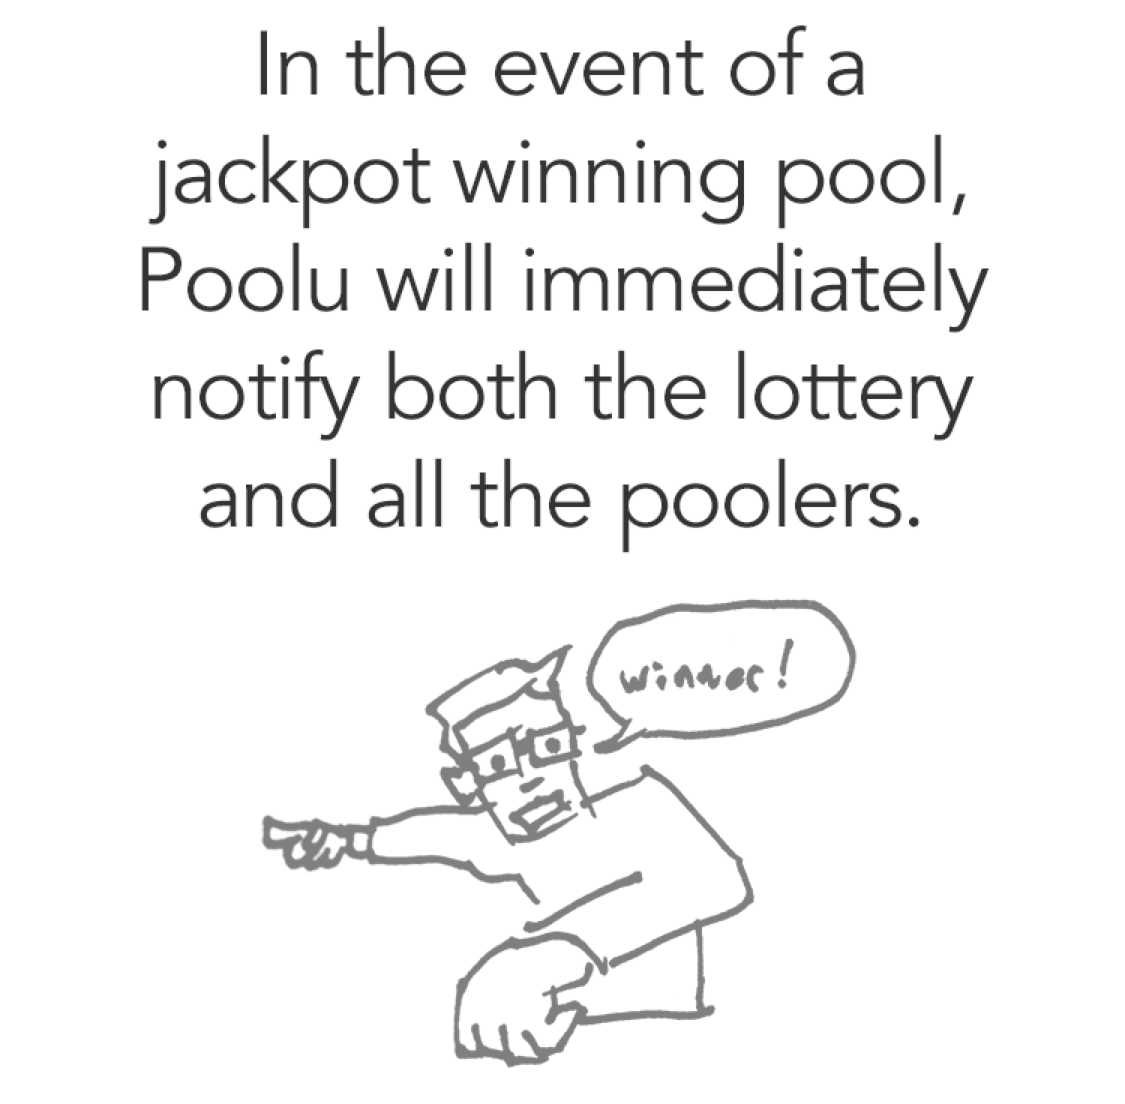 In the event of a
jackpot winning pool,
Poolu will immediately
notify both the lottery
and all the poolers.
winner!